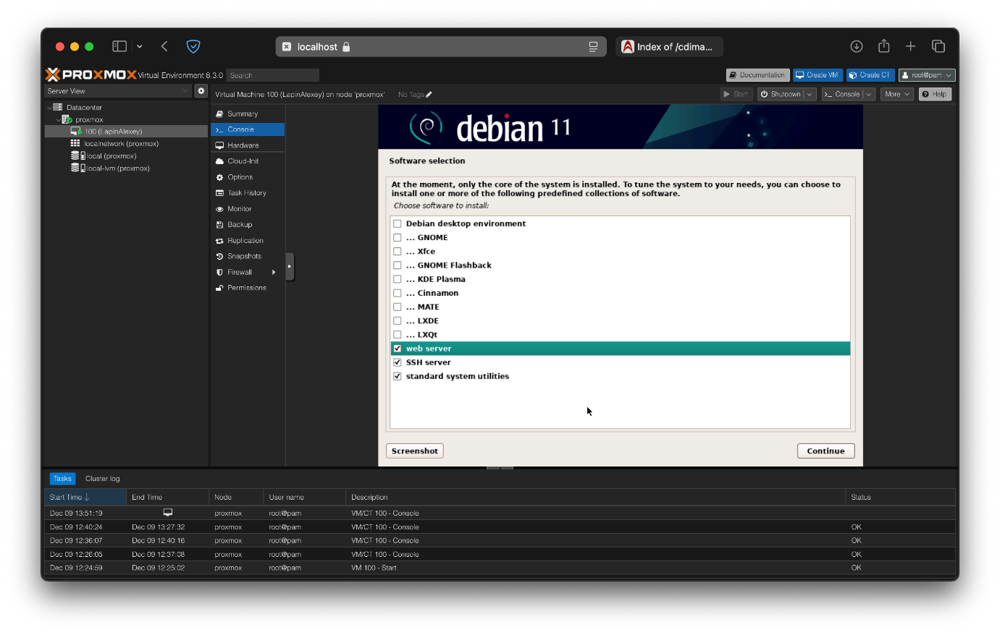 localhost
Index of /cdima...
PROXMOX Virtual Environment 8.3.0 Search
Documentation Create VM Create CT root@pam
Server View
Virtual Machine 100 (LapinAlexey) on node 'proxmox' No Tags
Start Shutdown >_ Console More Help
Datacenter
proxmox
100 (LapinAlexey)
localnetwork (proxmox)
local (proxmox)
local-lvm (proxmox)
Summary
>_ Console
Hardware
Cloud-Init
Options
Task History
Monitor
Backup
Replication
Snapshots
Firewall
Permissions
debian 11
Software selection
At the moment, only the core of the system is installed. To tune the system to your needs, you can choose to
install one or more of the following predefined collections of software.
Choose software to install:
Debian desktop environment
... GNOME
... Xfce
... GNOME Flashback
... KDE Plasma
... Cinnamon
... MATE
... LXDE
... LXQt
web server
SSH server
standard system utilities
Screenshot Continue
Tasks Cluster log
Start Time ↓ End Time Node User name Description Status
Dec 09 13:51:19 proxmox root@pam VM/CT 100 - Console
Dec 09 12:40:24 Dec 09 13:27:32 proxmox root@pam VM/CT 100 - Console OK
Dec 09 12:36:07 Dec 09 12:40:16 proxmox root@pam VM/CT 100 - Console OK
Dec 09 12:26:05 Dec 09 12:37:08 proxmox root@pam VM/CT 100 - Console OK
Dec 09 12:24:59 Dec 09 12:25:02 proxmox root@pam VM 100 - Start OK